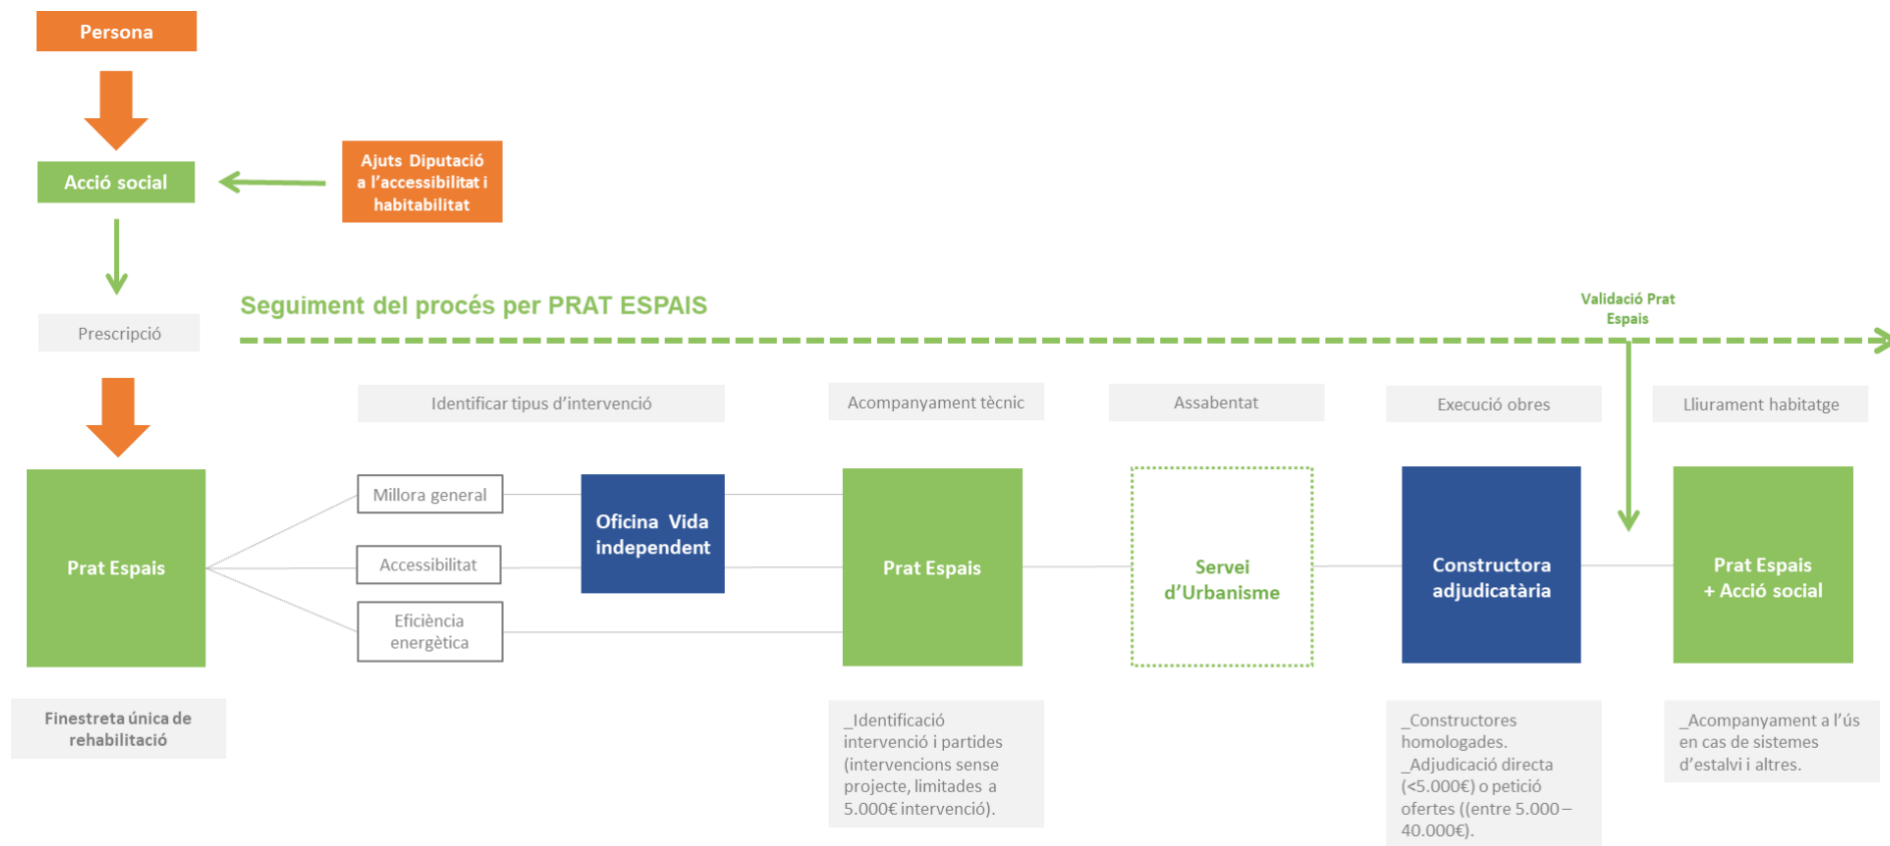 Persona
Acció social
Ajuts Diputació
a l'accessibilitat i
habitabilitat
Prescripció
Seguiment del procés per PRAT ESPAIS
Validació Prat
Espais
Identificar tipus d'intervenció
Acompanyament tècnic
Assabentat
Execució obres
Lliurament habitatge
Prat Espais
Millora general
Accessibilitat
Eficiència
energètica
Oficina Vida
independent
Prat Espais
Servei
d'Urbanisme
Constructora
adjudicatària
Prat Espais
+ Acció social
Finestreta única de
rehabilitació
_Identificació
intervenció i partides
(intervencions sense
projecte, limitades a
5.000€ intervenció).
_Constructores
homologades.
_Adjudicació directa
(<5.000€) o petició
ofertes ((entre 5.000 –
40.000€).
_Acompanyament a l'ús
en cas de sistemes
d'estalvi i altres.